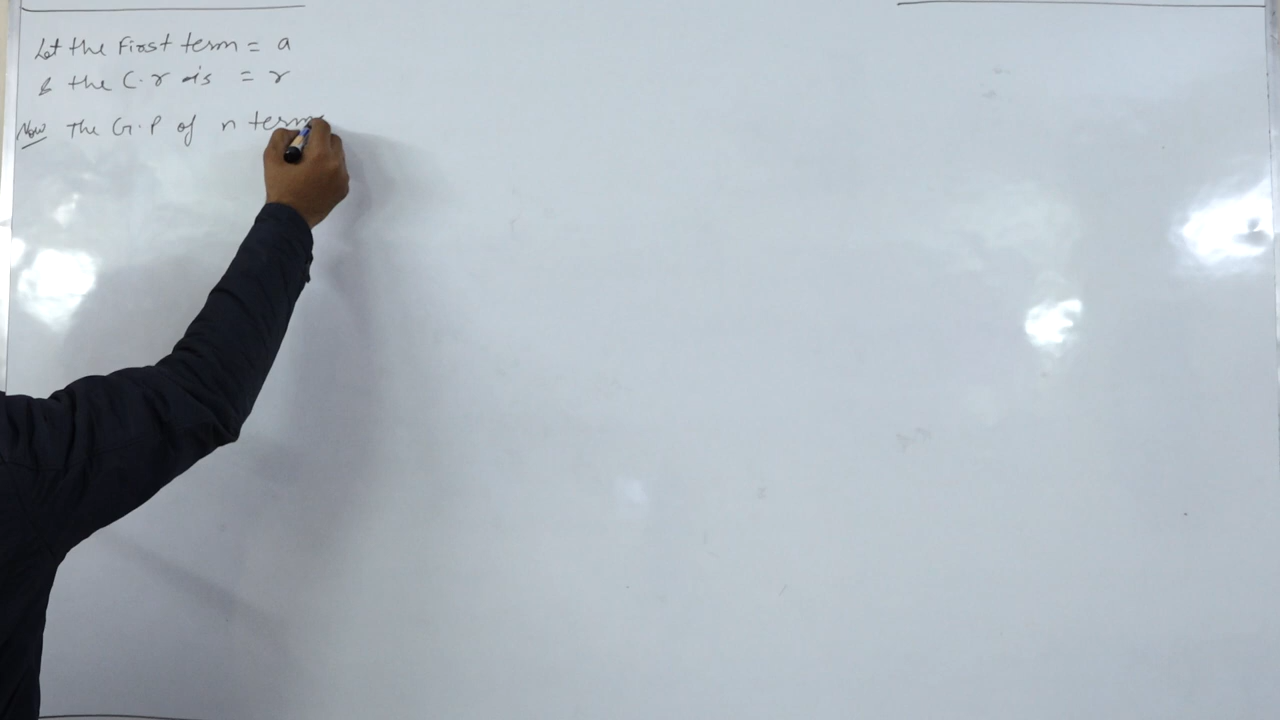 Let the First term = a
& the C.r is = r
Now The G.P of n terms